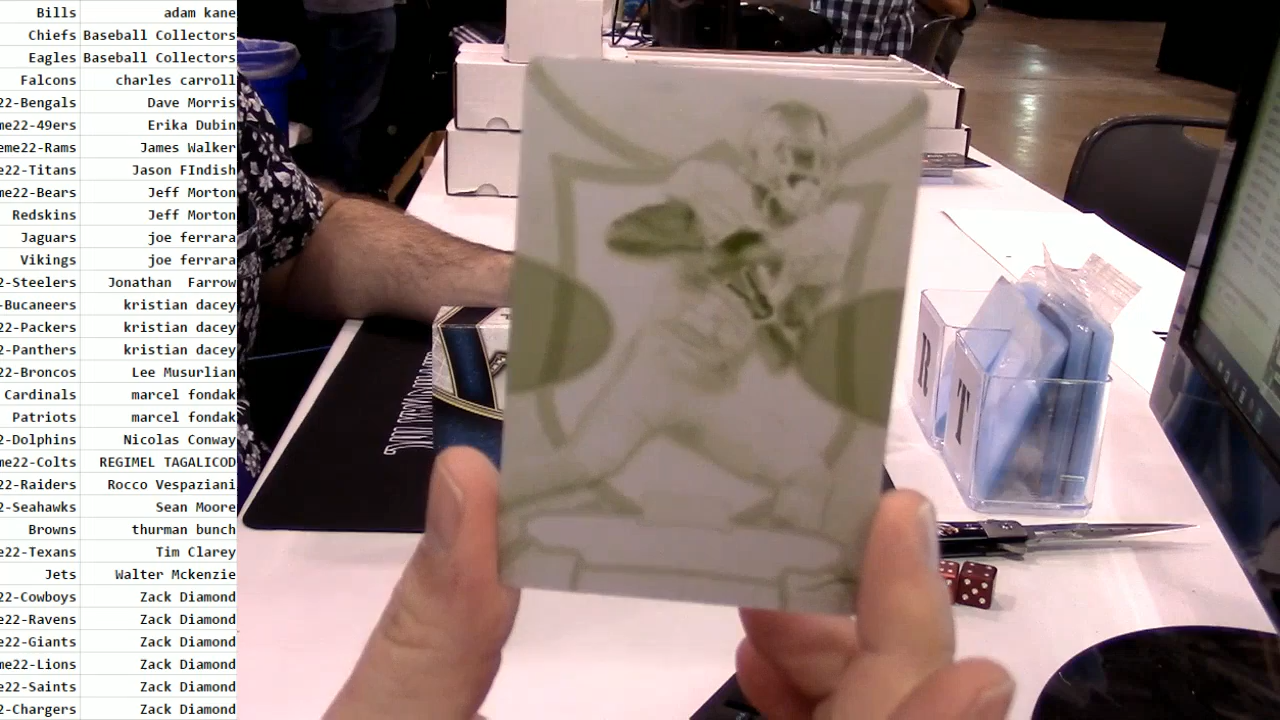 Bills adam kane
Chiefs Baseball Collectors
Eagles Baseball Collectors
Falcons charles carroll
22-Bengals Dave Morris
me22-49ers Erika Dubin
eme22-Rams James Walker
me22-Titans Jason FIndish
me22-Bears Jeff Morton
Redskins Jeff Morton
Jaguars joe ferrara
Vikings joe ferrara
2-Steelers Jonathan Farrow
-Bucaneers kristian dacey
22-Packers kristian dacey
2-Panthers kristian dacey
22-Broncos Lee Musurlian
Cardinals marcel fondak
Patriots marcel fondak
2-Dolphins Nicolas Conway
me22-Colts REGIMEL TAGALICOD
22-Raiders Rocco Vespaziani
2-Seahawks Sean Moore
Browns thurman bunch
e22-Texans Tim Clarey
Jets Walter Mckenzie
22-Cowboys Zack Diamond
e22-Ravens Zack Diamond
e22-Giants Zack Diamond
me22-Lions Zack Diamond
e22-Saints Zack Diamond
2-Chargers Zack Diamond
R
T